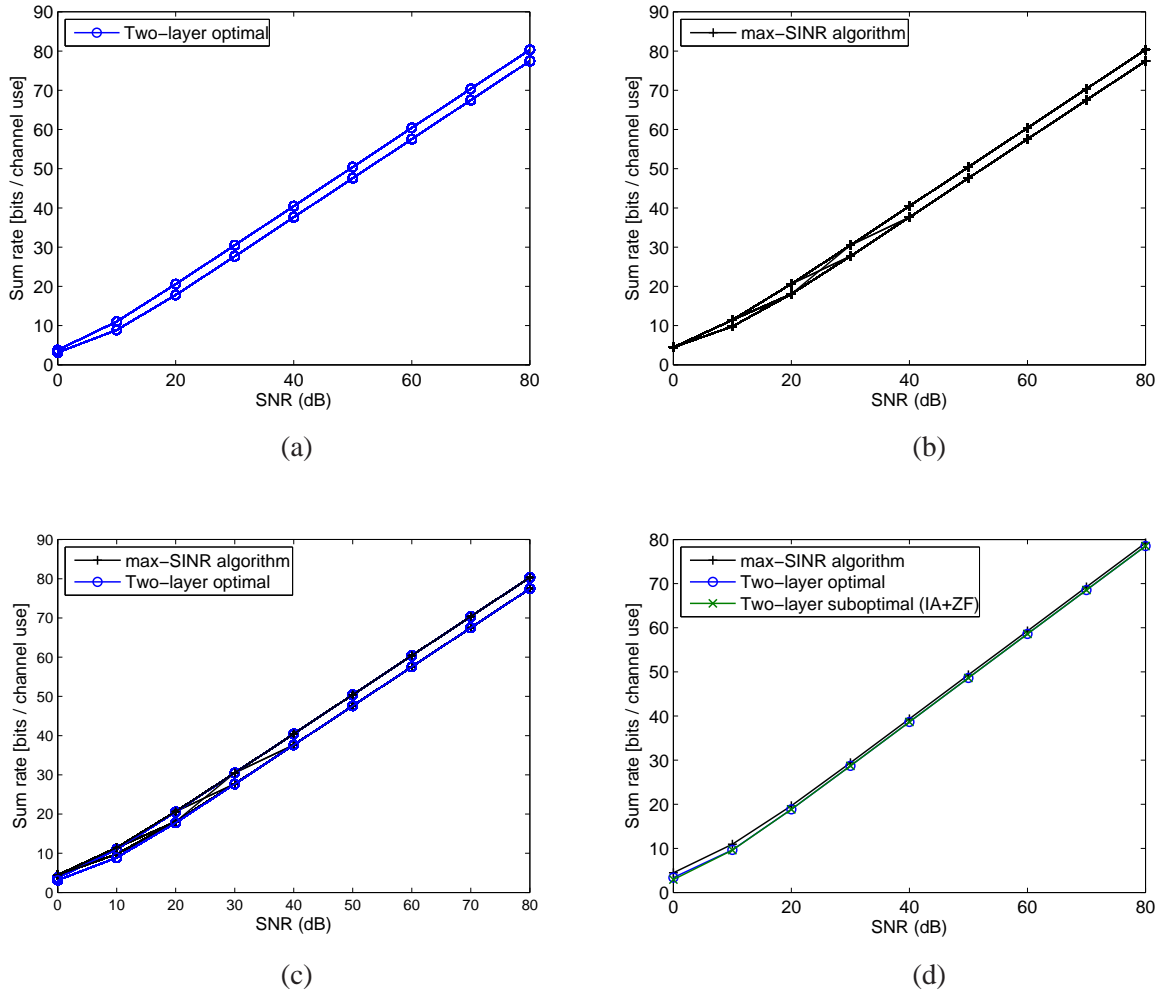 90
80
70
60
50
40
30
20
10
0
Sum rate [bits / channel use]
Two−layer optimal
0 20 40 60 80
SNR (dB)
(a)
90
80
70
60
50
40
30
20
10
0
Sum rate [bits / channel use]
max−SINR algorithm
0 20 40 60 80
SNR (dB)
(b)
90
80
70
60
50
40
30
20
10
0
Sum rate [bits / channel use]
max−SINR algorithm
Two−layer optimal
0 10 20 30 40 50 60 70 80
SNR (dB)
(c)
80
70
60
50
40
30
20
10
0
Sum rate [bits / channel use]
max−SINR algorithm
Two−layer optimal
Two−layer suboptimal (IA+ZF)
0 20 40 60 80
SNR (dB)
(d)